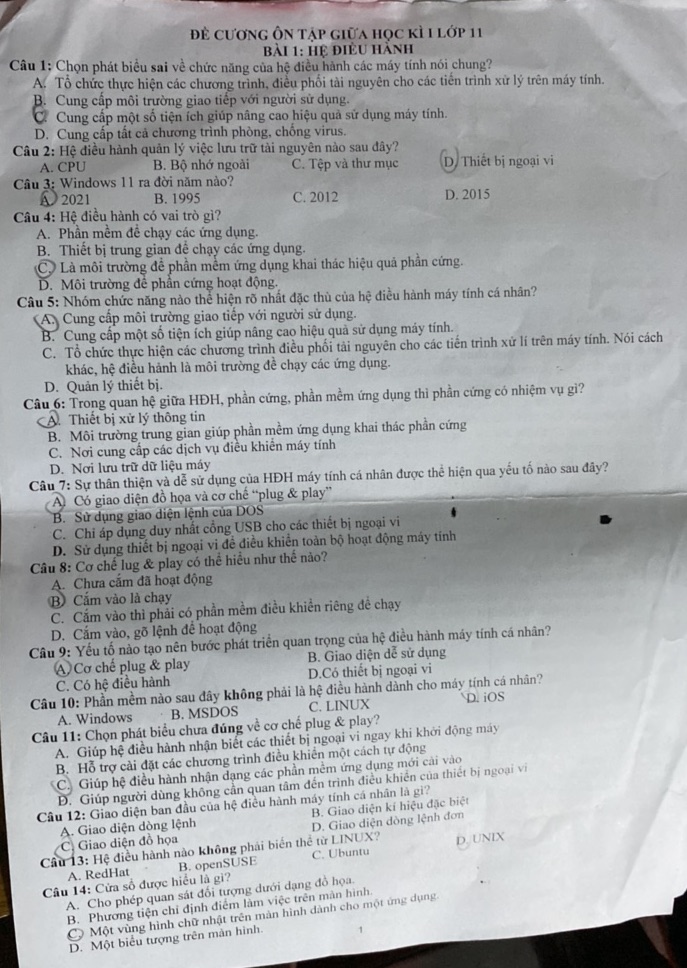 ĐỀ CƯƠNG ÔN TẬP GIỮA HỌC KÌ I LỚP 11
BÀI 1: HỆ ĐIỀU HÀNH
Câu 1: Chọn phát biểu sai về chức năng của hệ điều hành các máy tính nói chung?
A. Tổ chức thực hiện các chương trình, điều phối tài nguyên cho các tiến trình xử lý trên máy tính.
B. Cung cấp môi trường giao tiếp với người sử dụng.
C. Cung cấp một số tiện ích giúp nâng cao hiệu quả sử dụng máy tính.
D. Cung cấp tất cả chương trình phòng, chống virus.
Câu 2: Hệ điều hành quản lý việc lưu trữ tài nguyên nào sau đây?
A. CPU B. Bộ nhớ ngoài C. Tệp và thư mục D. Thiết bị ngoại vi
Câu 3: Windows 11 ra đời năm nào?
A. 2021 B. 1995 C. 2012 D. 2015
Câu 4: Hệ điều hành có vai trò gì?
A. Phần mềm để chạy các ứng dụng.
B. Thiết bị trung gian để chạy các ứng dụng.
C. Là môi trường để phần mềm ứng dụng khai thác hiệu quả phần cứng.
D. Môi trường để phần cứng hoạt động.
Câu 5: Nhóm chức năng nào thể hiện rõ nhất đặc thù của hệ điều hành máy tính cá nhân?
A. Cung cấp môi trường giao tiếp với người sử dụng.
B. Cung cấp một số tiện ích giúp nâng cao hiệu quả sử dụng máy tính.
C. Tổ chức thực hiện các chương trình điều phối tài nguyên cho các tiến trình xử lí trên máy tính. Nói cách
khác, hệ điều hành là môi trường để chạy các ứng dụng.
D. Quản lý thiết bị.
Câu 6: Trong quan hệ giữa HĐH, phần cứng, phần mềm ứng dụng thì phần cứng có nhiệm vụ gì?
A. Thiết bị xử lý thông tin
B. Môi trường trung gian giúp phần mềm ứng dụng khai thác phần cứng
C. Nơi cung cấp các dịch vụ điều khiển máy tính
D. Nơi lưu trữ dữ liệu máy
Câu 7: Sự thân thiện và dễ sử dụng của HĐH máy tính cá nhân được thể hiện qua yếu tố nào sau đây?
A. Có giao diện đồ họa và cơ chế “plug & play”
B. Sử dụng giao diện lệnh của DOS
C. Chỉ áp dụng duy nhất cổng USB cho các thiết bị ngoại vi
D. Sử dụng thiết bị ngoại vi để điều khiển toàn bộ hoạt động máy tính
Câu 8: Cơ chế lug & play có thể hiểu như thế nào?
A. Chưa cắm đã hoạt động
B. Cắm vào là chạy
C. Cắm vào thì phải có phần mềm điều khiển riêng để chạy
D. Cắm vào, gõ lệnh để hoạt động
Câu 9: Yếu tố nào tạo nên bước phát triển quan trọng của hệ điều hành máy tính cá nhân?
A. Cơ chế plug & play B. Giao diện dễ sử dụng
C. Có hệ điều hành D.Có thiết bị ngoại vi
Câu 10: Phần mềm nào sau đây không phải là hệ điều hành dành cho máy tính cá nhân?
A. Windows B. MSDOS C. LINUX D. iOS
Câu 11: Chọn phát biểu chưa đúng về cơ chế plug & play?
A. Giúp hệ điều hành nhận biết các thiết bị ngoại vi ngay khi khởi động máy
B. Hỗ trợ cài đặt các chương trình điều khiển một cách tự động
C. Giúp hệ điều hành nhận dạng các phần mềm ứng dụng mới cài vào
D. Giúp người dùng không cần quan tâm đến trình điều khiển của thiết bị ngoại vi
Câu 12: Giao diện ban đầu của hệ điều hành máy tính cá nhân là gì?
A. Giao diện dòng lệnh B. Giao diện kí hiệu đặc biệt
C. Giao diện đồ họa D. Giao diện dòng lệnh đơn
Câu 13: Hệ điều hành nào không phải biến thể từ LINUX?
A. RedHat B. openSUSE C. Ubuntu D. UNIX
Câu 14: Cửa sổ được hiểu là gì?
A. Cho phép quan sát đối tượng dưới dạng đồ họa.
B. Phương tiện chỉ định điểm làm việc trên màn hình.
C. Một vùng hình chữ nhật trên màn hình dành cho một ứng dụng.
D. Một biểu tượng trên màn hình.
1